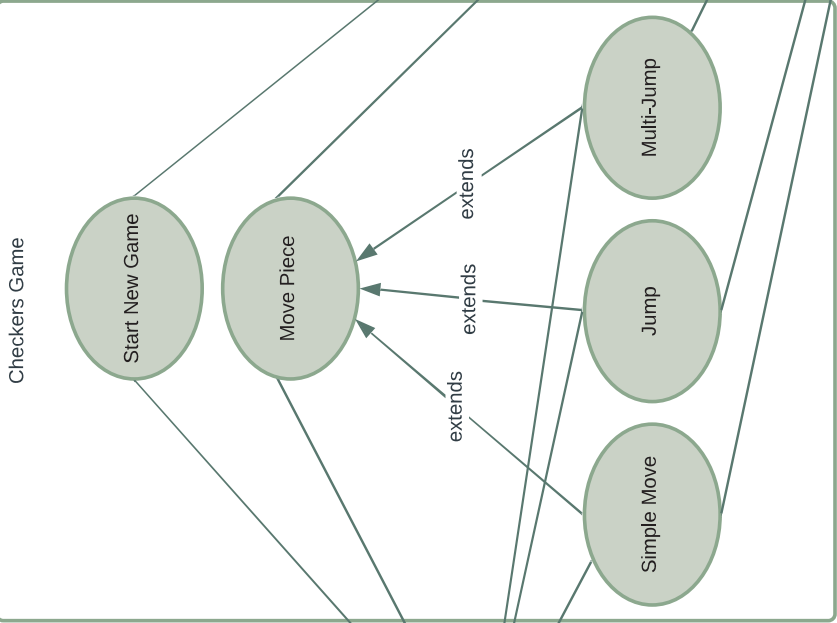 Checkers Game
Start New Game
Move Piece
extends
extends
extends
Simple Move
Jump
Multi-Jump